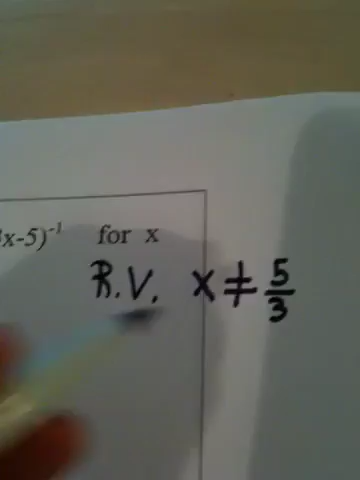 x-5)⁻¹ for x
R.V. x ≠ 5/3